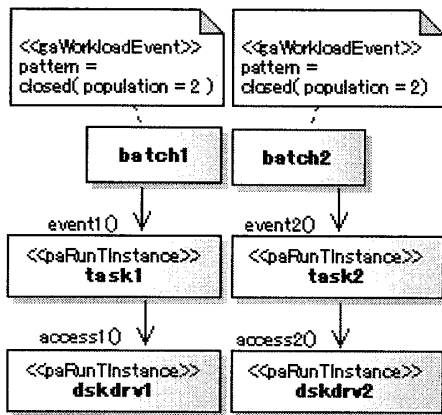 <<gaWorkloadEvent>>
pattern =
closed( population = 2 )
<<gaWorkloadEvent>>
pattern =
closed( population = 2)
batch1
batch2
event1()
event2()
<<paRunTInstance>>
task1
<<paRunTInstance>>
task2
access1()
access2()
<<paRunTInstance>>
dskdrv1
<<paRunTInstance>>
dskdrv2